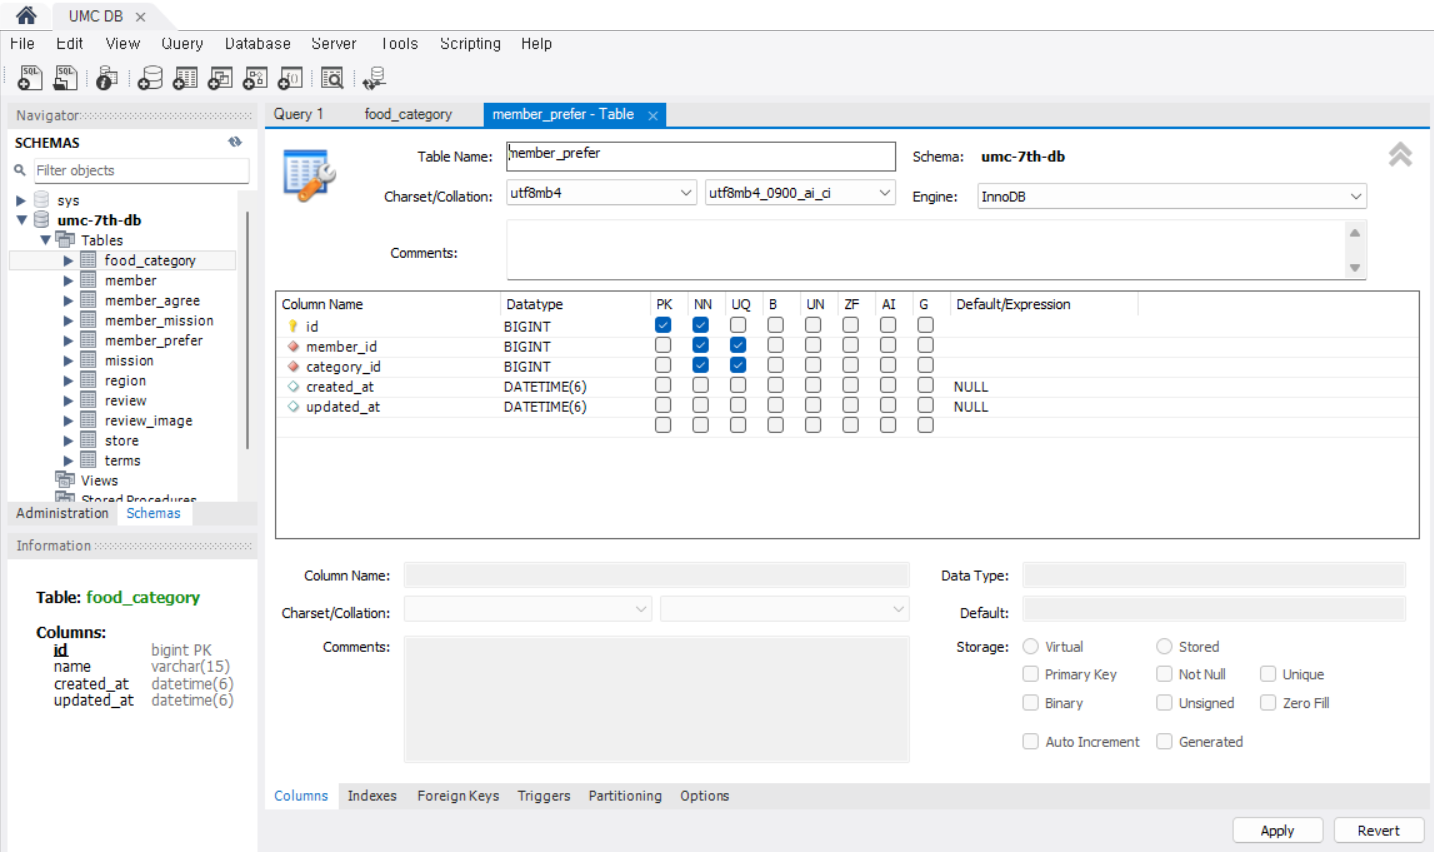 UMC DB ×
File Edit View Query Database Server Tools Scripting Help
Navigator
SCHEMAS
Filter objects
sys
umc-7th-db
Tables
food_category
member
member_agree
member_mission
member_prefer
mission
region
review
review_image
store
terms
Views
Stored Procedures
Administration Schemas
Information
Table: food_category
Columns:
id bigint PK
name varchar(15)
created_at datetime(6)
updated_at datetime(6)
Query 1 food_category member_prefer - Table ×
Table Name: member_prefer Schema: umc-7th-db
Charset/Collation: utf8mb4 utf8mb4_0900_ai_ci Engine: InnoDB
Comments:
Column Name Datatype PK NN UQ B UN ZF AI G Default/Expression
id BIGINT
member_id BIGINT
category_id BIGINT
created_at DATETIME(6) NULL
updated_at DATETIME(6) NULL
Column Name: Data Type:
Charset/Collation: Default:
Comments: Storage: Virtual Stored
Primary Key Not Null Unique
Binary Unsigned Zero Fill
Auto Increment Generated
Columns Indexes Foreign Keys Triggers Partitioning Options
Apply Revert